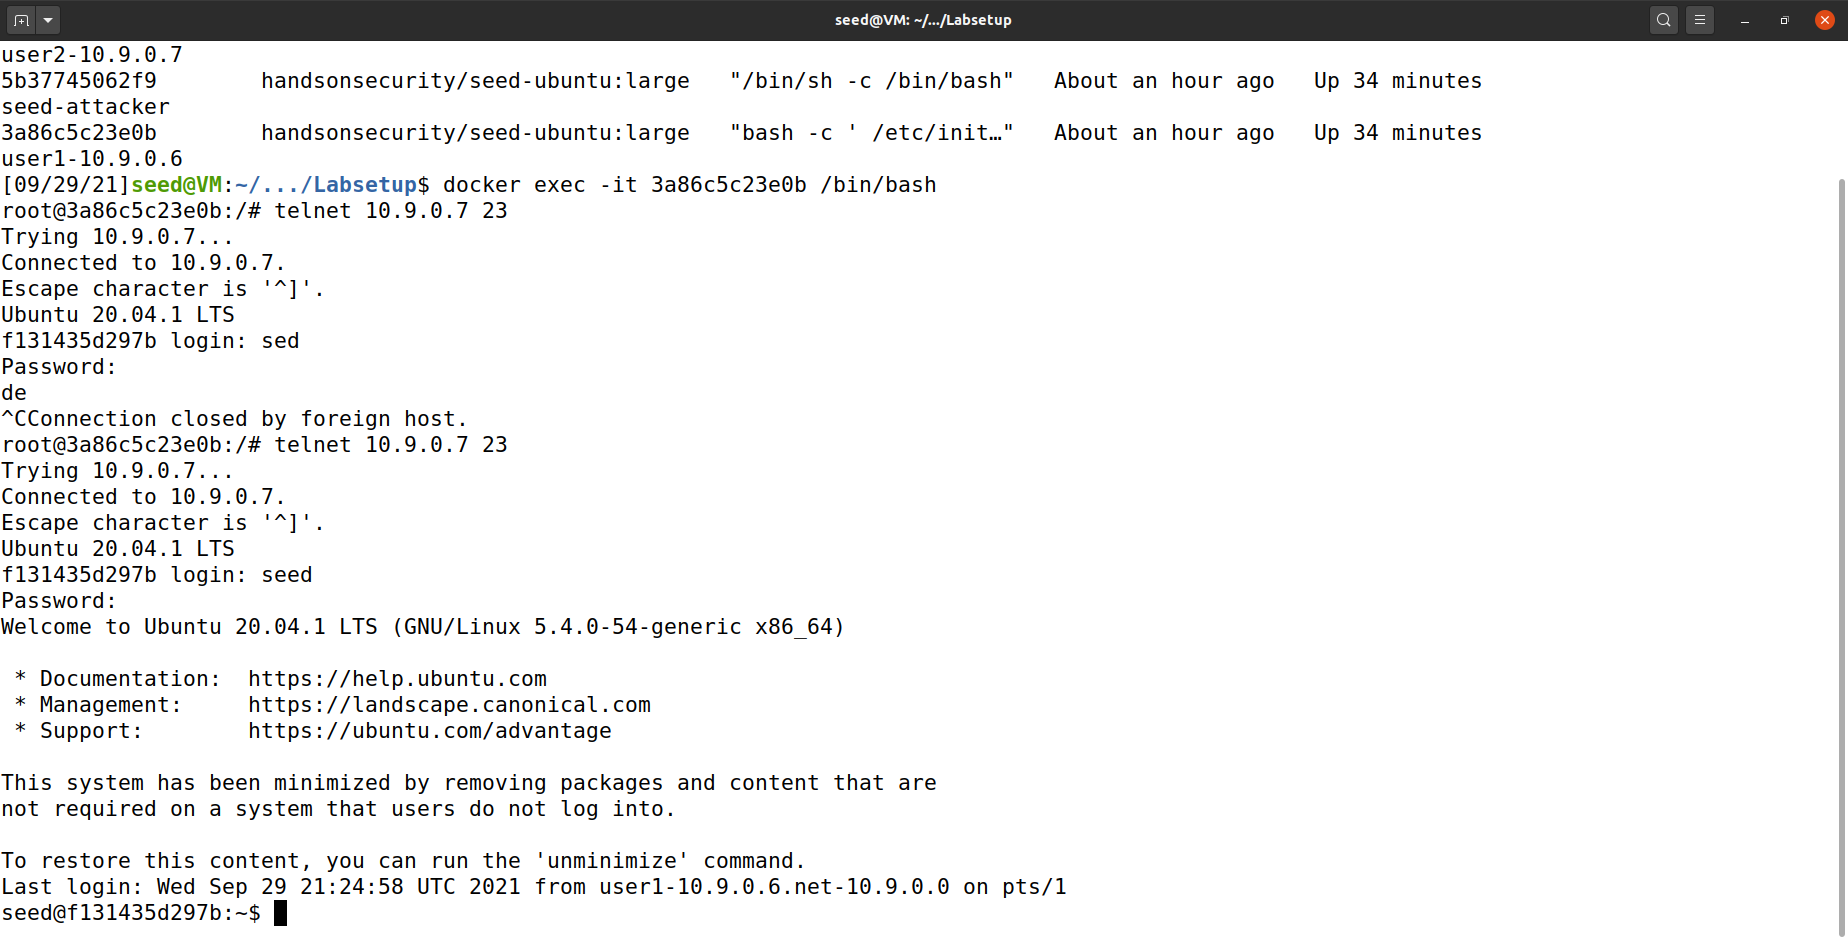 seed@VM: ~/.../Labsetup
user2-10.9.0.7
5b37745062f9        handsonsecurity/seed-ubuntu:large   "/bin/sh -c /bin/bash"   About an hour ago   Up 34 minutes
seed-attacker
3a86c5c23e0b        handsonsecurity/seed-ubuntu:large   "bash -c ' /etc/init…"   About an hour ago   Up 34 minutes
user1-10.9.0.6
[09/29/21]seed@VM:~/.../Labsetup$ docker exec -it 3a86c5c23e0b /bin/bash
root@3a86c5c23e0b:/# telnet 10.9.0.7 23
Trying 10.9.0.7...
Connected to 10.9.0.7.
Escape character is '^]'.
Ubuntu 20.04.1 LTS
f131435d297b login: sed
Password:
de
^CConnection closed by foreign host.
root@3a86c5c23e0b:/# telnet 10.9.0.7 23
Trying 10.9.0.7...
Connected to 10.9.0.7.
Escape character is '^]'.
Ubuntu 20.04.1 LTS
f131435d297b login: seed
Password:
Welcome to Ubuntu 20.04.1 LTS (GNU/Linux 5.4.0-54-generic x86_64)
 * Documentation:  https://help.ubuntu.com
 * Management:     https://landscape.canonical.com
 * Support:        https://ubuntu.com/advantage
This system has been minimized by removing packages and content that are
not required on a system that users do not log into.
To restore this content, you can run the 'unminimize' command.
Last login: Wed Sep 29 21:24:58 UTC 2021 from user1-10.9.0.6.net-10.9.0.0 on pts/1
seed@f131435d297b:~$